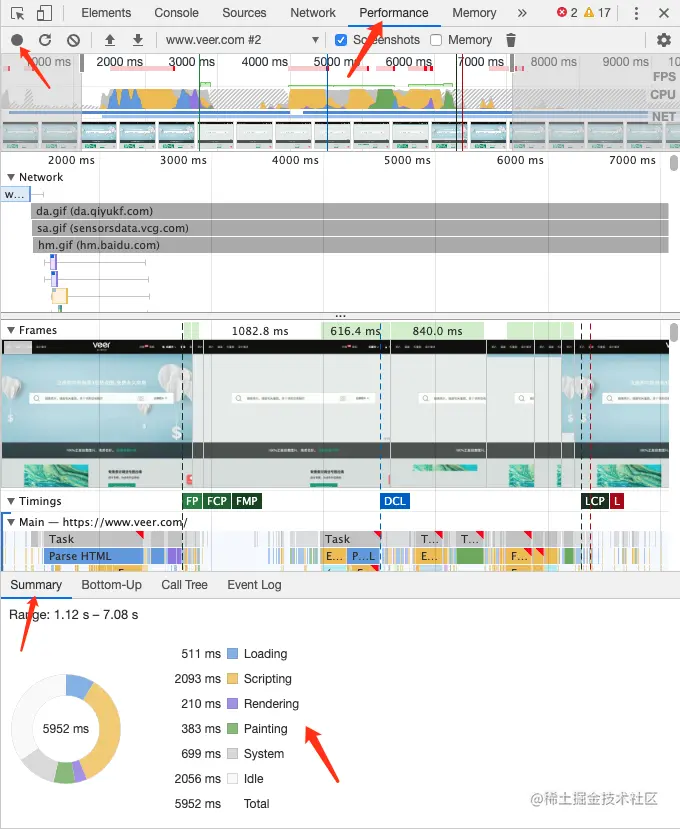 Elements Console Sources Network Performance Memory » 2 17
www.veer.com #2 ▼ Screenshots Memory
1000 ms 2000 ms 3000 ms 4000 ms 5000 ms 6000 ms 7000 ms 8000 ms 9000 ms
FPS
CPU
NET
2000 ms 3000 ms 4000 ms 5000 ms 6000 ms 7000 ms
▼ Network
w...
da.gif (da.qiyukf.com)
sa.gif (sensorsdata.vcg.com)
hm.gif (hm.baidu.com)
▼ Frames 1082.8 ms 616.4 ms 840.0 ms
veer
▼ Timings FP FCP FMP DCL LCP L
▼ Main — https://www.veer.com/
Task Task T... T...
Parse HTML E... P...L E... F...
Summary Bottom-Up Call Tree Event Log
Range: 1.12 s – 7.08 s
511 ms Loading
2093 ms Scripting
210 ms Rendering
5952 ms 383 ms Painting
699 ms System
2056 ms Idle
5952 ms Total
@稀土掘金技术社区